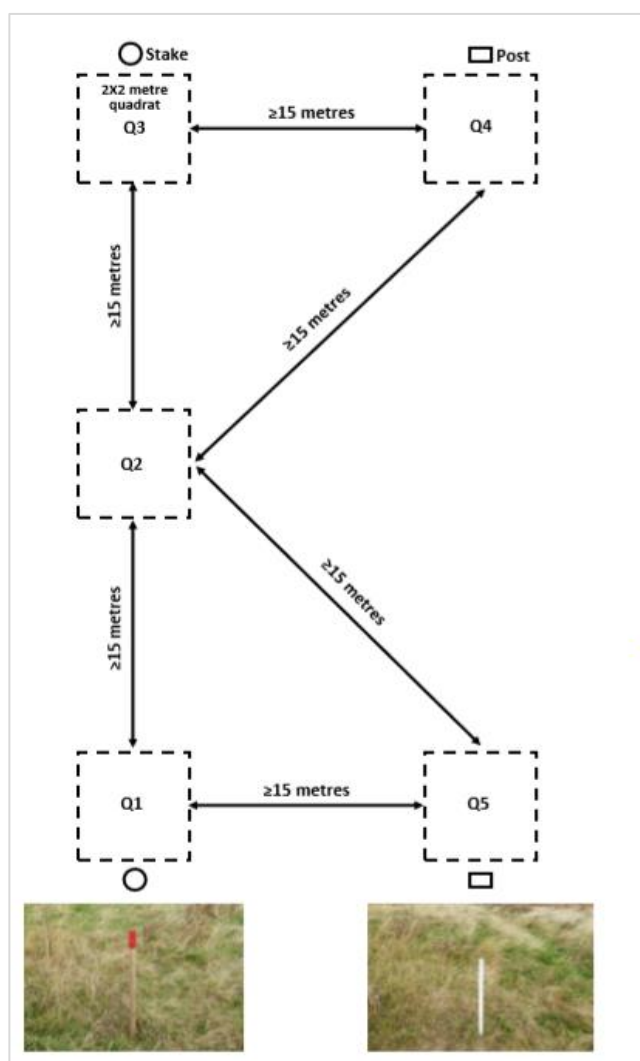 Stake
Post
2X2 metre
quadrat
Q3
≥15 metres
Q4
≥15 metres
≥15 metres
Q2
≥15 metres
≥15 metres
Q1
≥15 metres
Q5